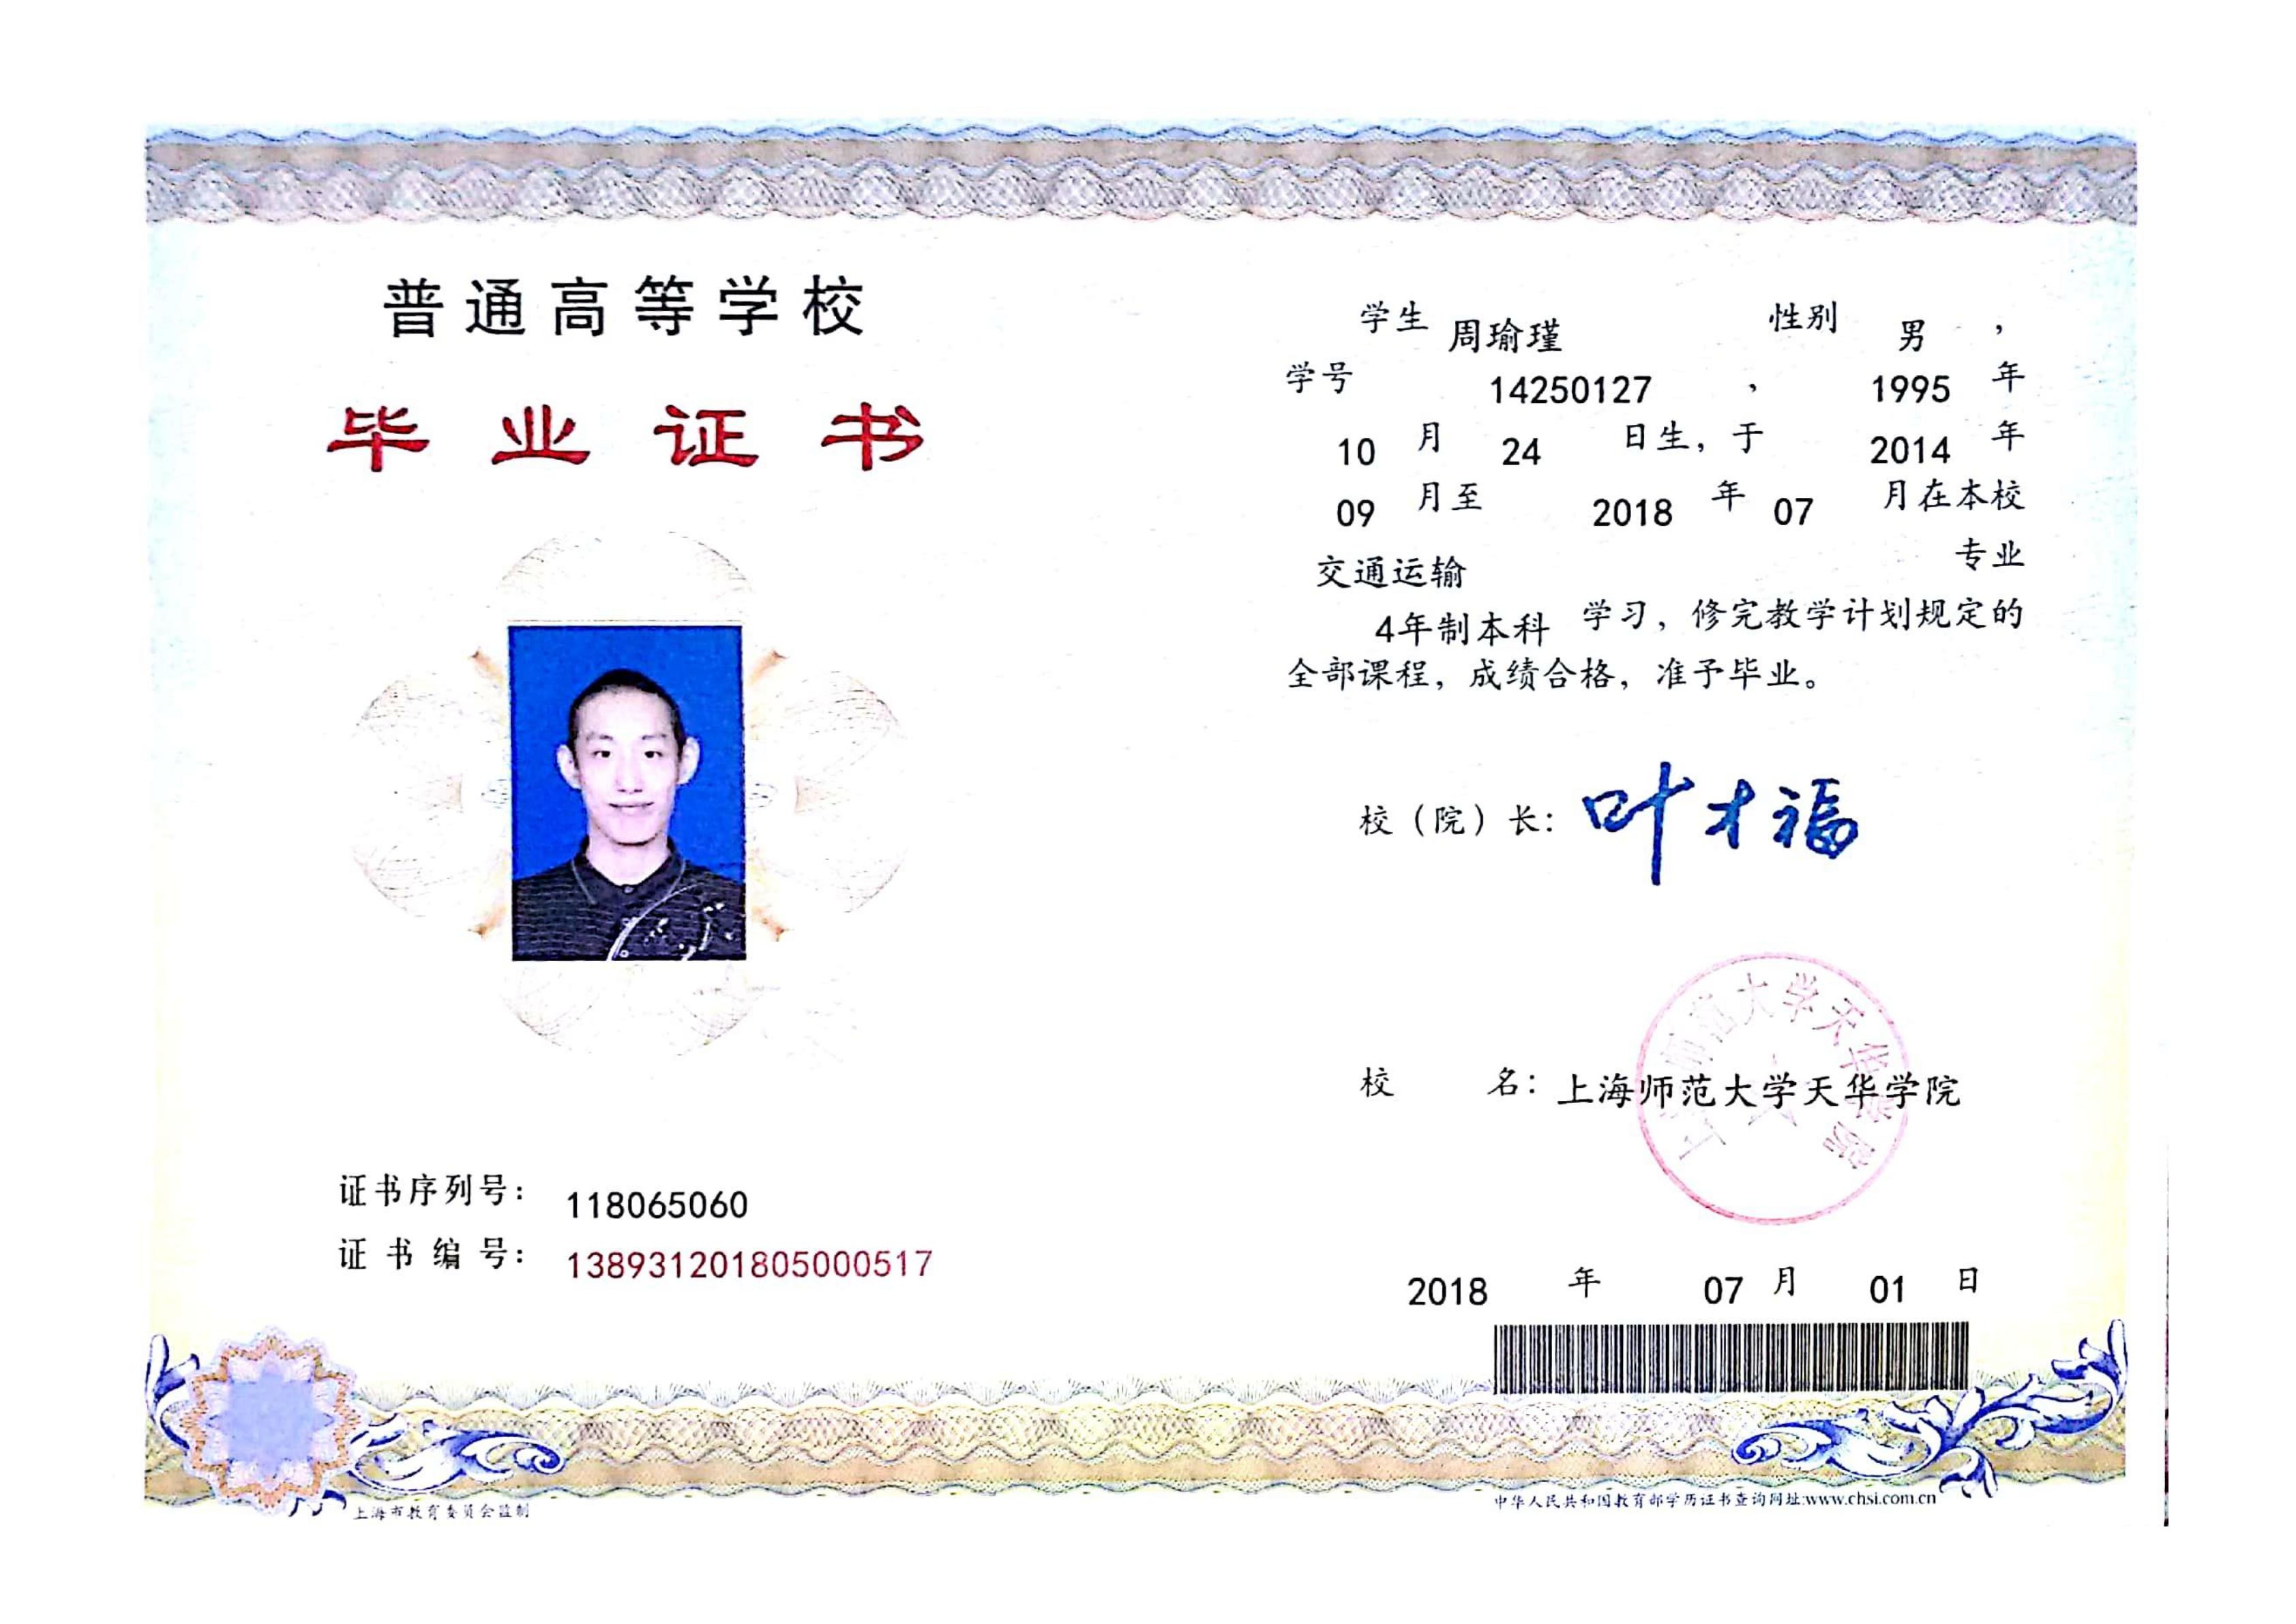 普通高等学校
毕业证书
学生 周瑜瑾 性别 男 ，
学号 14250127 ， 1995 年
10 月 24 日生，于 2014 年
09 月至 2018 年 07 月在本校
交通运输 专业
4年制本科 学习，修完教学计划规定的
全部课程，成绩合格，准予毕业。
校（院）长：叶才福
校 名：上海师范大学天华学院
上海师范大学天华学院
证书序列号： 118065060
证书编号： 138931201805000517
2018 年 07 月 01 日
上海市教育委员会监制
中华人民共和国教育部学历证书查询网址:www.chsi.com.cn